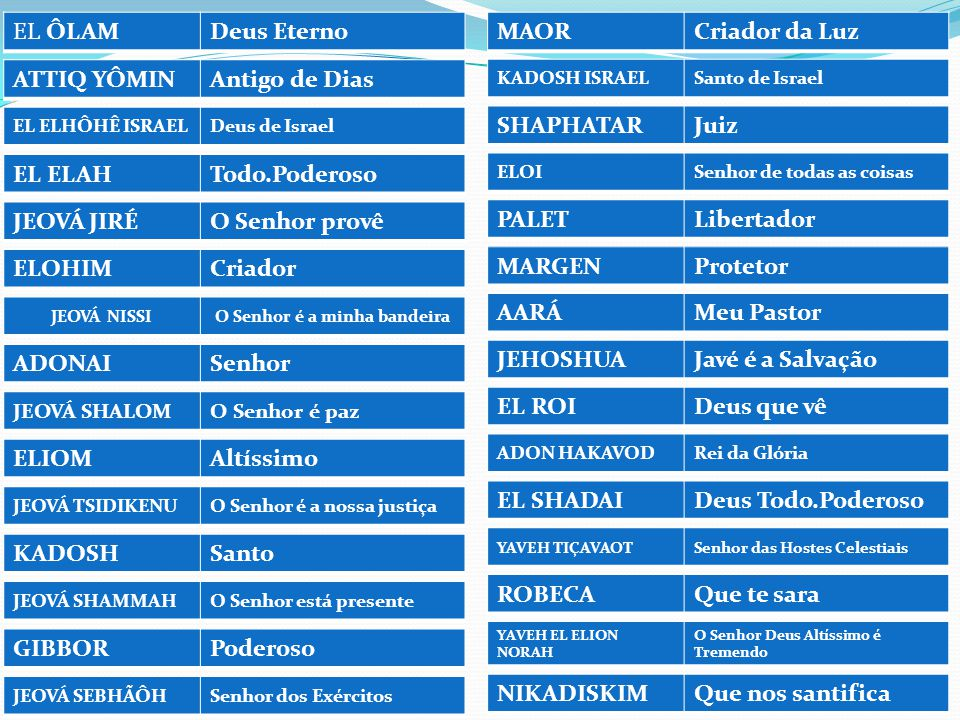 EL ÔLAM Deus Eterno
ATTIQ YÔMIN Antigo de Dias
EL ELHÔHÊ ISRAEL Deus de Israel
EL ELAH Todo.Poderoso
JEOVÁ JIRÉ O Senhor provê
ELOHIM Criador
JEOVÁ NISSI O Senhor é a minha bandeira
ADONAI Senhor
JEOVÁ SHALOM O Senhor é paz
ELIOM Altíssimo
JEOVÁ TSIDIKENU O Senhor é a nossa justiça
KADOSH Santo
JEOVÁ SHAMMAH O Senhor está presente
GIBBOR Poderoso
JEOVÁ SEBHÃÔH Senhor dos Exércitos
MAOR Criador da Luz
KADOSH ISRAEL Santo de Israel
SHAPHATAR Juiz
ELOI Senhor de todas as coisas
PALET Libertador
MARGEN Protetor
AARÁ Meu Pastor
JEHOSHUA Javé é a Salvação
EL ROI Deus que vê
ADON HAKAVOD Rei da Glória
EL SHADAI Deus Todo.Poderoso
YAVEH TIÇAVAOT Senhor das Hostes Celestiais
ROBECA Que te sara
YAVEH EL ELION O Senhor Deus Altíssimo é
NORAH Tremendo
NIKADISKIM Que nos santifica